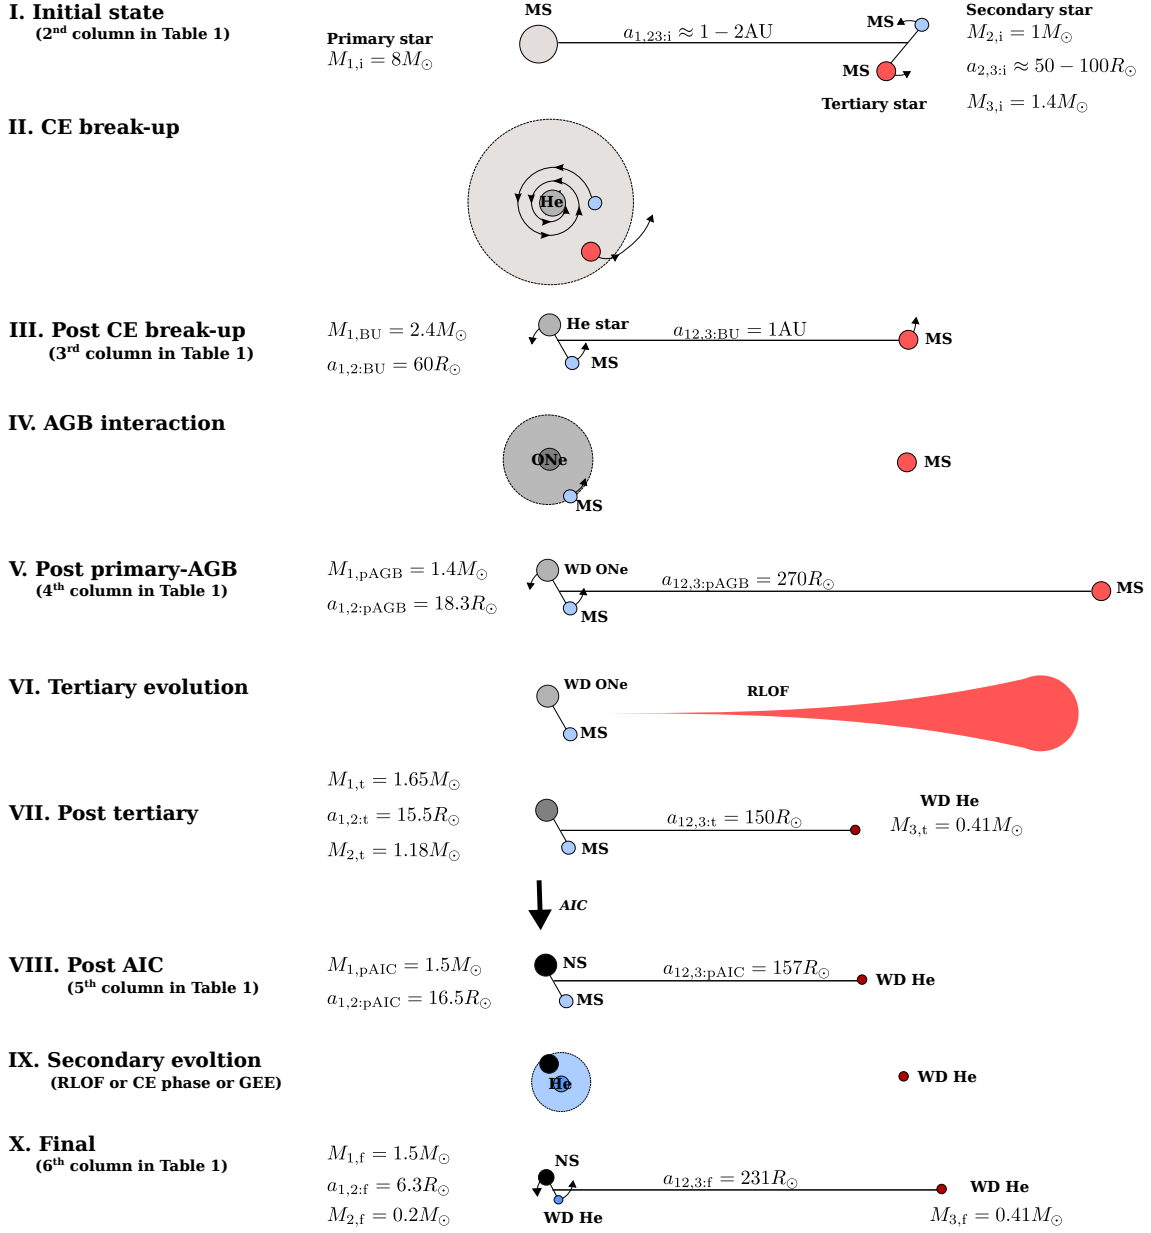 I. Initial state
(2nd column in Table 1)
Primary star
M1,i = 8M⊙
MS
a1,23:i ≈ 1 − 2AU
MS
MS
Tertiary star
Secondary star
M2,i = 1M⊙
a2,3:i ≈ 50 − 100R⊙
M3,i = 1.4M⊙
II. CE break-up
He
III. Post CE break-up
(3rd column in Table 1)
M1,BU = 2.4M⊙
a1,2:BU = 60R⊙
He star
MS
a12,3:BU = 1AU
MS
IV. AGB interaction
ONe
MS
MS
V. Post primary-AGB
(4th column in Table 1)
M1,pAGB = 1.4M⊙
a1,2:pAGB = 18.3R⊙
WD ONe
MS
a12,3:pAGB = 270R⊙
MS
VI. Tertiary evolution
WD ONe
MS
RLOF
VII. Post tertiary
M1,t = 1.65M⊙
a1,2:t = 15.5R⊙
M2,t = 1.18M⊙
MS
a12,3:t = 150R⊙
WD He
M3,t = 0.41M⊙
AIC
VIII. Post AIC
(5th column in Table 1)
M1,pAIC = 1.5M⊙
a1,2:pAIC = 16.5R⊙
NS
MS
a12,3:pAIC = 157R⊙
WD He
IX. Secondary evoltion
(RLOF or CE phase or GEE)
He
WD He
X. Final
(6th column in Table 1)
M1,f = 1.5M⊙
a1,2:f = 6.3R⊙
M2,f = 0.2M⊙
NS
WD He
a12,3:f = 231R⊙
WD He
M3,f = 0.41M⊙